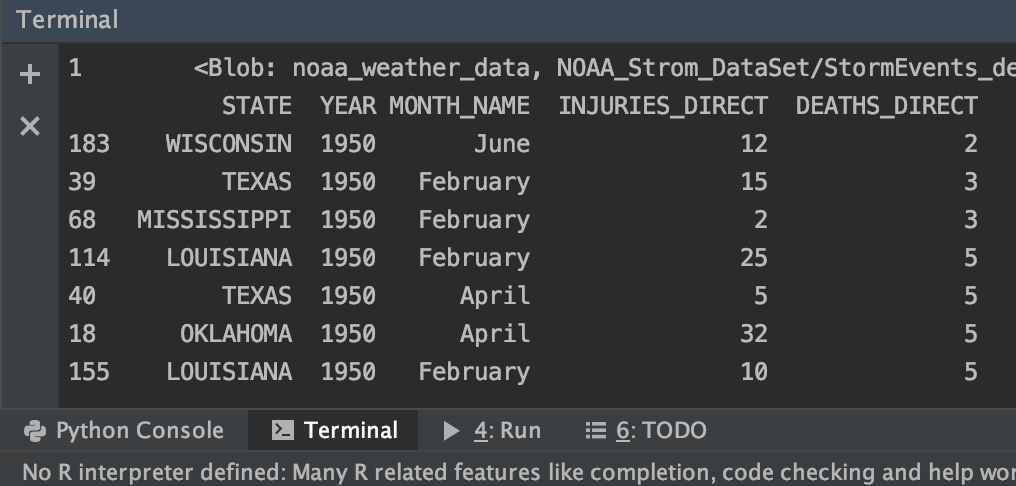 Terminal
1 <Blob: noaa_weather_data, NOAA_Strom_DataSet/StormEvents_de
STATE YEAR MONTH_NAME INJURIES_DIRECT DEATHS_DIRECT
183 WISCONSIN 1950 June 12 2
39 TEXAS 1950 February 15 3
68 MISSISSIPPI 1950 February 2 3
114 LOUISIANA 1950 February 25 5
40 TEXAS 1950 April 5 5
18 OKLAHOMA 1950 April 32 5
155 LOUISIANA 1950 February 10 5
Python Console Terminal 4: Run 6: TODO
No R interpreter defined: Many R related features like completion, code checking and help wor